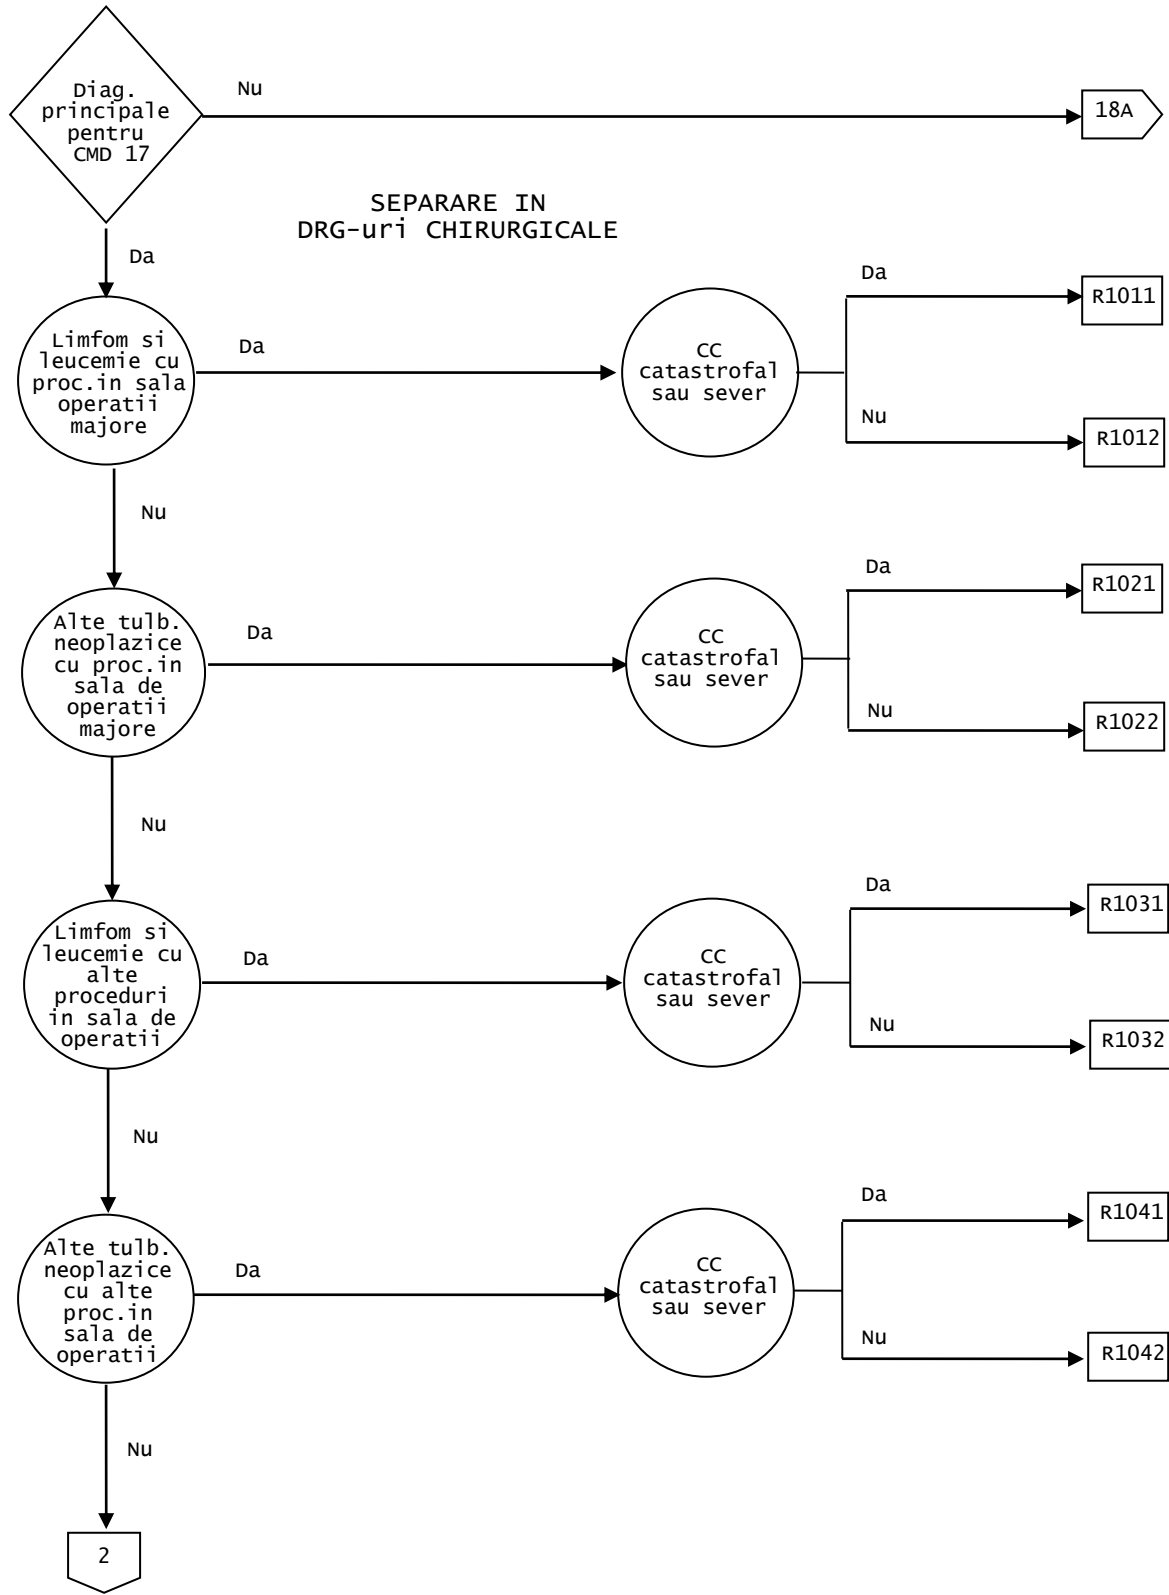 Diag.
principale
pentru
CMD 17
Nu
18A
SEPARARE IN
DRG-uri CHIRURGICALE
Da
Limfom si
leucemie cu
proc.in sala
operatii
majore
Da
CC
catastrofal
sau sever
Da
R1011
Nu
R1012
Nu
Alte tulb.
neoplazice
cu proc.in
sala de
operatii
majore
Da
CC
catastrofal
sau sever
Da
R1021
Nu
R1022
Nu
Limfom si
leucemie cu
alte
proceduri
in sala de
operatii
Da
CC
catastrofal
sau sever
Da
R1031
Nu
R1032
Nu
Alte tulb.
neoplazice
cu alte
proc.in
sala de
operatii
Da
CC
catastrofal
sau sever
Da
R1041
Nu
R1042
Nu
2